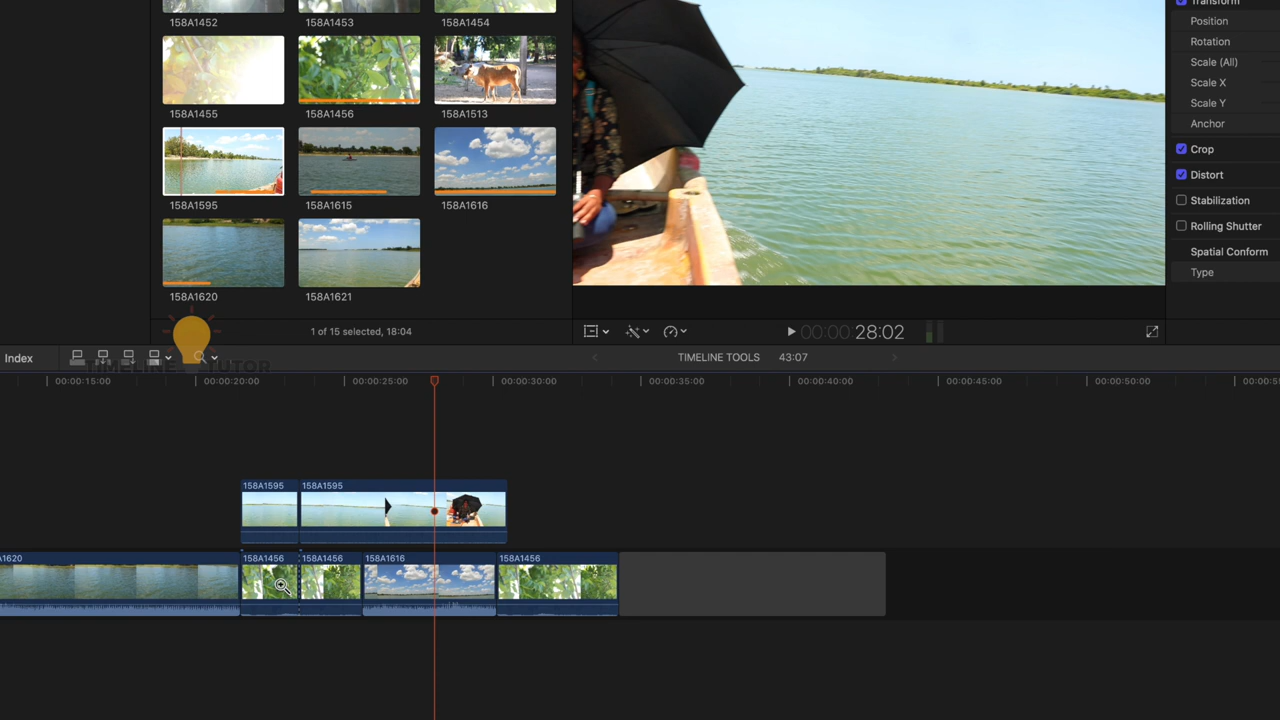 158A1452
158A1453
158A1454
158A1455
158A1456
158A1513
158A1595
158A1615
158A1616
158A1620
158A1621
1 of 15 selected, 18:04
00:00:28:02
Transform
Position
Rotation
Scale (All)
Scale X
Scale Y
Anchor
Crop
Distort
Stabilization
Rolling Shutter
Spatial Conform
Type
Index
TIMELINE TUTOR
TIMELINE TOOLS 43:07
00:00:15:00 00:00:20:00 00:00:25:00 00:00:30:00 00:00:35:00 00:00:40:00 00:00:45:00 00:00:50:00 00:00:5
158A1595 158A1595
A1620 158A1456 158A1456 158A1616 158A1456